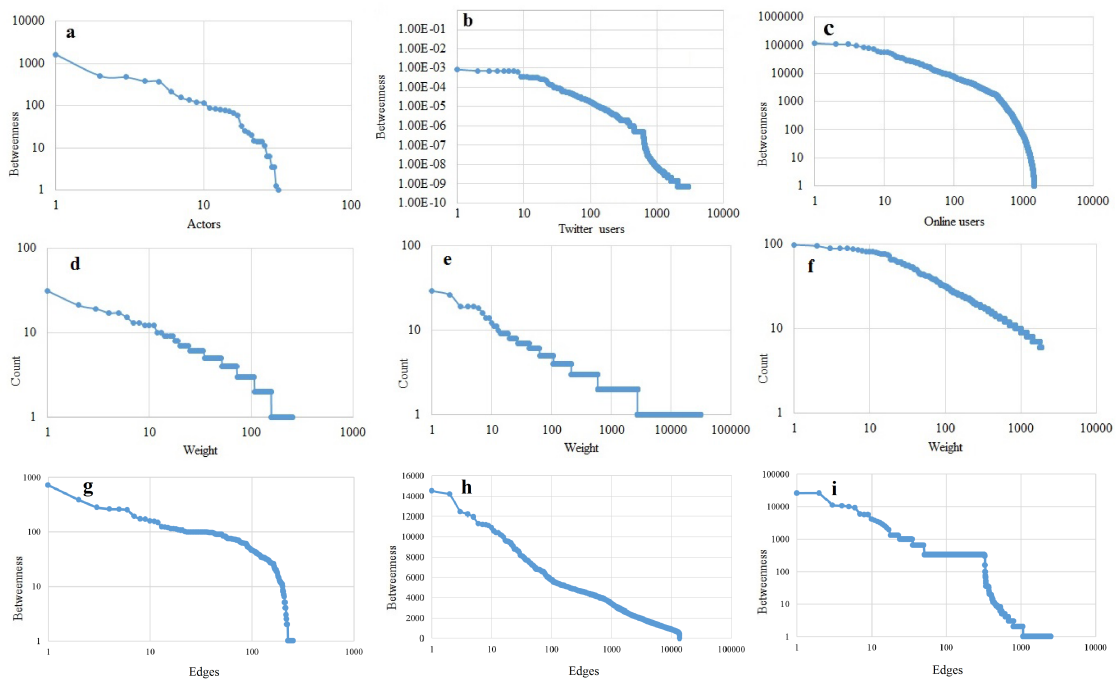 a
Betweenness
10000
1000
100
10
1
1 10 100
Actors
b
Betweenness
1.00E-01
1.00E-02
1.00E-03
1.00E-04
1.00E-05
1.00E-06
1.00E-07
1.00E-08
1.00E-09
1.00E-10
1 10 100 1000 10000
Twitter users
c
Betweenness
1000000
100000
10000
1000
100
10
1
1 10 100 1000 10000
Online users
d
Count
100
10
1
1 10 100 1000
Weight
e
Count
100
10
1
1 10 100 1000 10000 100000
Weight
f
Count
100
10
1
1 10 100 1000 10000
Weight
g
Betweenness
1000
100
10
1
1 10 100 1000
Edges
h
Betweenness
16000
14000
12000
10000
8000
6000
4000
2000
0
1 10 100 1000 10000 100000
Edges
i
Betweenness
100000
10000
1000
100
10
1
1 10 100 1000 10000
Edges